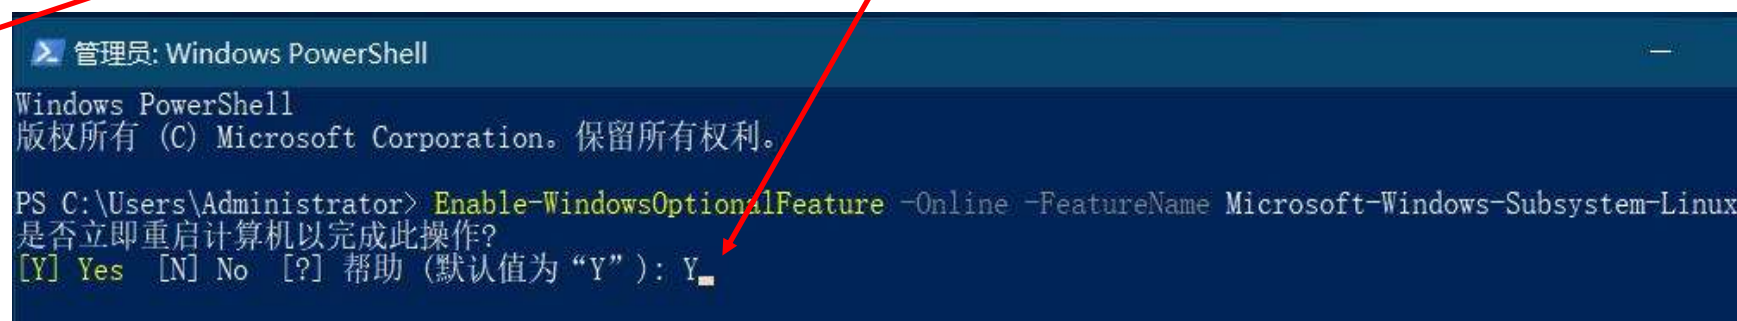 管理员: Windows PowerShell
Windows PowerShell
版权所有 (C) Microsoft Corporation。保留所有权利。
PS C:\Users\Administrator> Enable-WindowsOptionalFeature -Online -FeatureName Microsoft-Windows-Subsystem-Linux
是否立即重启计算机以完成此操作?
[Y] Yes  [N] No  [?] 帮助 (默认值为“Y”): Y